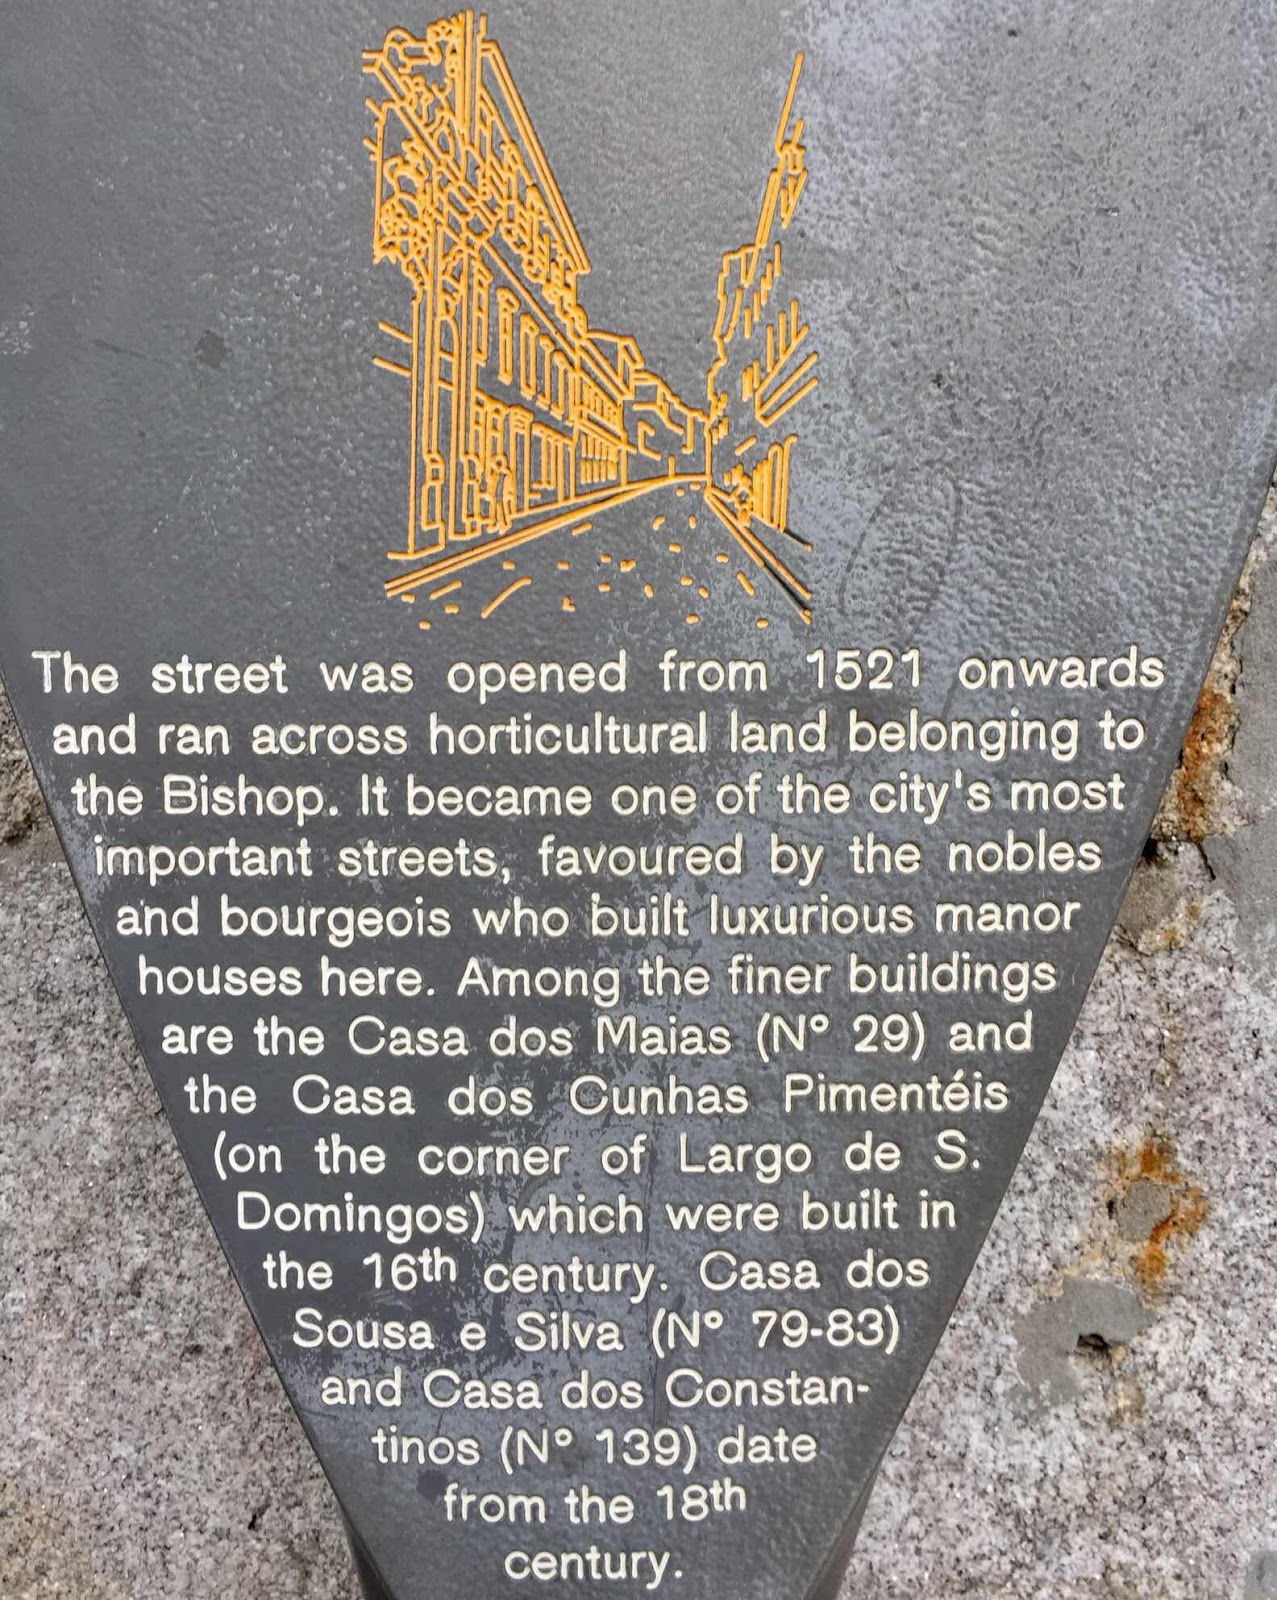 The street was opened from 1521 onwards
and ran across horticultural land belonging to
the Bishop. It became one of the city's most
important streets, favoured by the nobles
and bourgeois who built luxurious manor
houses here. Among the finer buildings
are the Casa dos Maias (Nº 29) and
the Casa dos Cunhas Pimentéis
(on the corner of Largo de S.
Domingos) which were built in
the 16th century. Casa dos
Sousa e Silva (Nº 79-83)
and Casa dos Constan-
tinos (Nº 139) date
from the 18th
century.